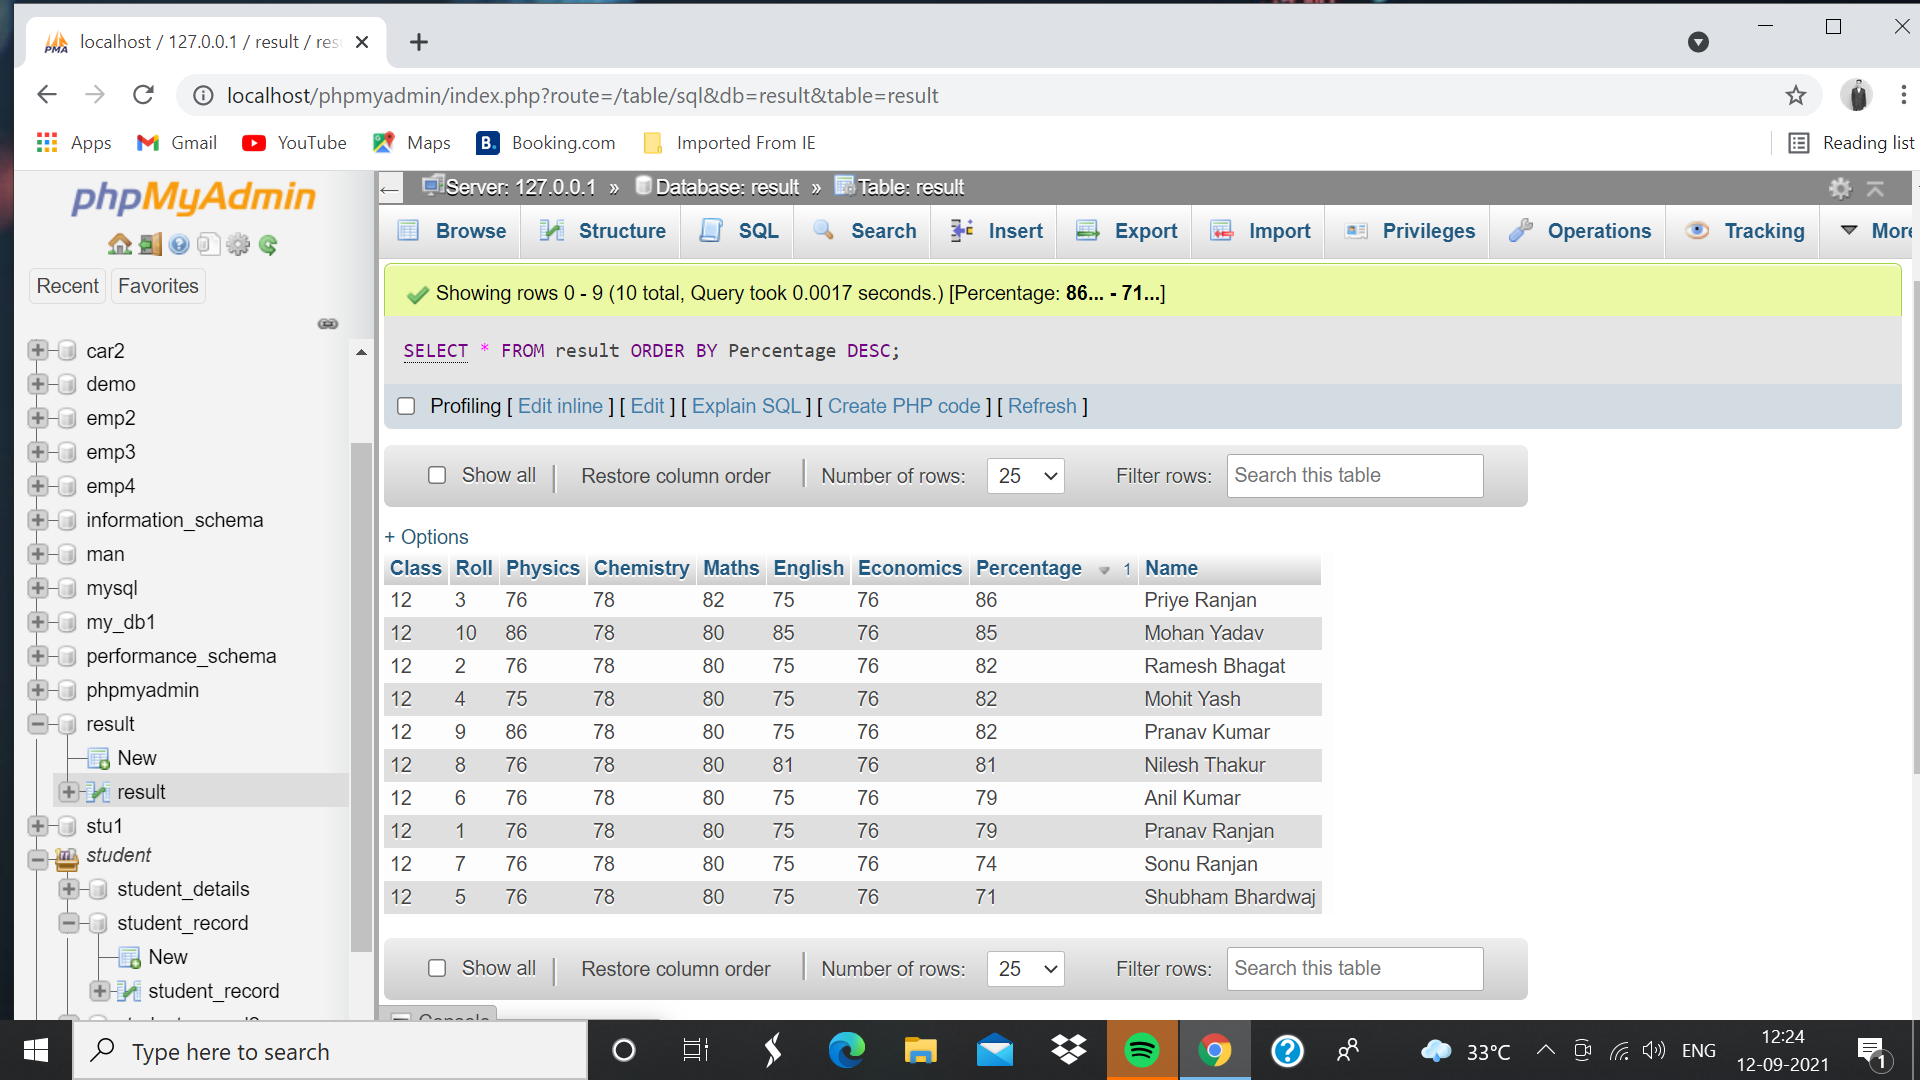 localhost / 127.0.0.1 / result / res
localhost/phpmyadmin/index.php?route=/table/sql&db=result&table=result
Apps Gmail YouTube Maps B. Booking.com Imported From IE Reading list
phpMyAdmin
Recent Favorites
car2
demo
emp2
emp3
emp4
information_schema
man
mysql
my_db1
performance_schema
phpmyadmin
result
New
result
stu1
student
student_details
student_record
New
student_record
Server: 127.0.0.1 » Database: result » Table: result
Browse Structure SQL Search Insert Export Import Privileges Operations Tracking More
Showing rows 0 - 9 (10 total, Query took 0.0017 seconds.) [Percentage: 86... - 71...]
SELECT * FROM result ORDER BY Percentage DESC;
Profiling [ Edit inline ] [ Edit ] [ Explain SQL ] [ Create PHP code ] [ Refresh ]
Show all Restore column order Number of rows: 25 Filter rows: Search this table
+ Options
Class Roll Physics Chemistry Maths English Economics Percentage 1 Name
12 3 76 78 82 75 76 86 Priye Ranjan
12 10 86 78 80 85 76 85 Mohan Yadav
12 2 76 78 80 75 76 82 Ramesh Bhagat
12 4 75 78 80 75 76 82 Mohit Yash
12 9 86 78 80 75 76 82 Pranav Kumar
12 8 76 78 80 81 76 81 Nilesh Thakur
12 6 76 78 80 75 76 79 Anil Kumar
12 1 76 78 80 75 76 79 Pranav Ranjan
12 7 76 78 80 75 76 74 Sonu Ranjan
12 5 76 78 80 75 76 71 Shubham Bhardwaj
Show all Restore column order Number of rows: 25 Filter rows: Search this table
Console
Type here to search
33°C ENG
12:24
12-09-2021
1